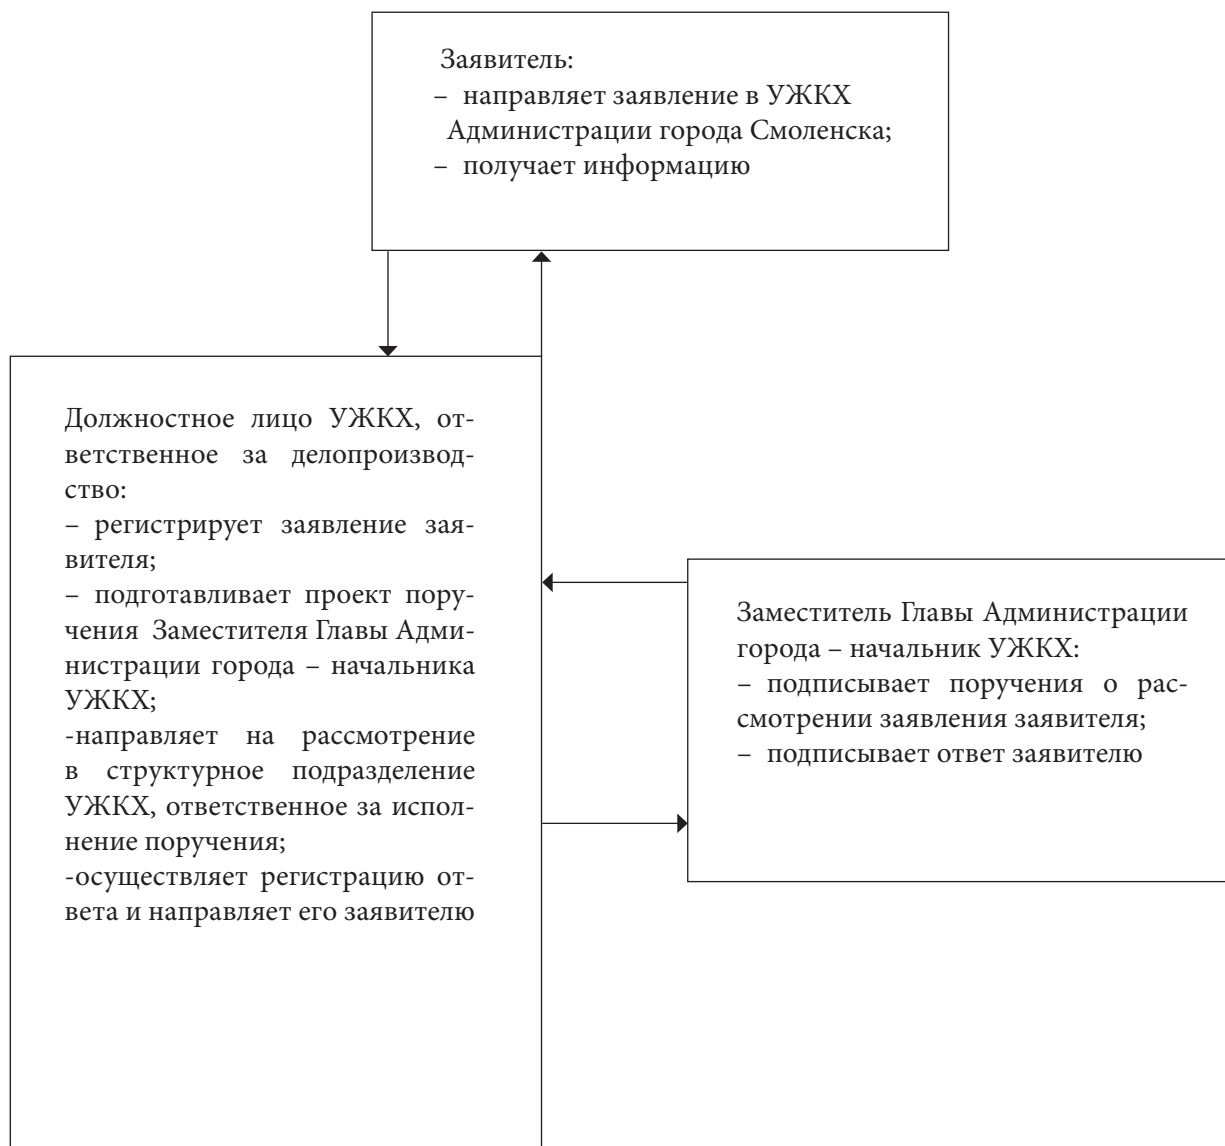 Заявитель:
– направляет заявление в УЖКХ
Администрации города Смоленска;
– получает информацию
Должностное лицо УЖКХ, от-
ветственное за делопроизвод-
ство:
– регистрирует заявление зая-
вителя;
– подготавливает проект пору-
чения Заместителя Главы Адми-
нистрации города – начальника
УЖКХ;
-направляет на рассмотрение
в структурное подразделение
УЖКХ, ответственное за испол-
нение поручения;
-осуществляет регистрацию от-
вета и направляет его заявителю
Заместитель Главы Администрации
города – начальник УЖКХ:
– подписывает поручения о рас-
смотрении заявления заявителя;
– подписывает ответ заявителю